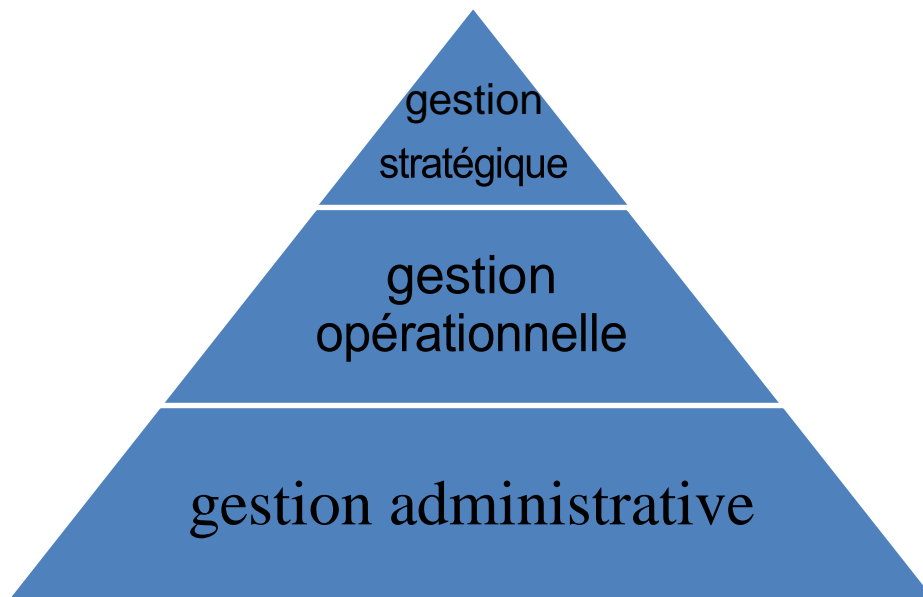 gestion
stratégique
gestion
opérationnelle
gestion administrative